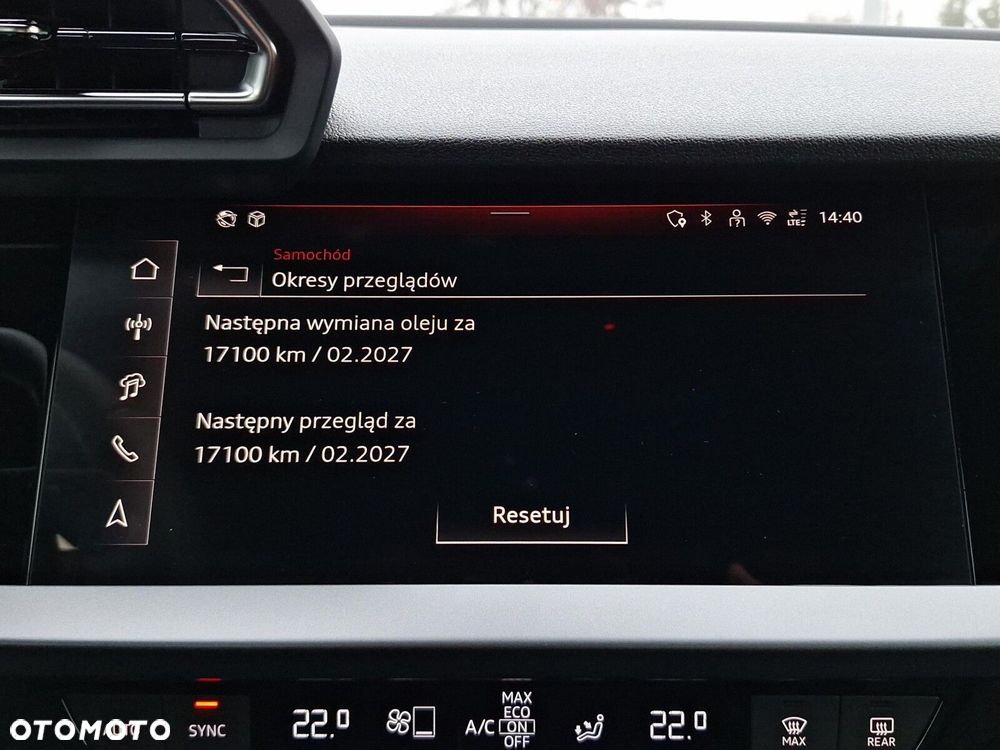 LTE 14:40
Samochód
Okresy przeglądów
Następna wymiana oleju za
17100 km / 02.2027
Następny przegląd za
17100 km / 02.2027
Resetuj
MAX
ECO
SYNC 22.0 A/C ON 22.0 MAX REAR
OFF
OTOMOTO